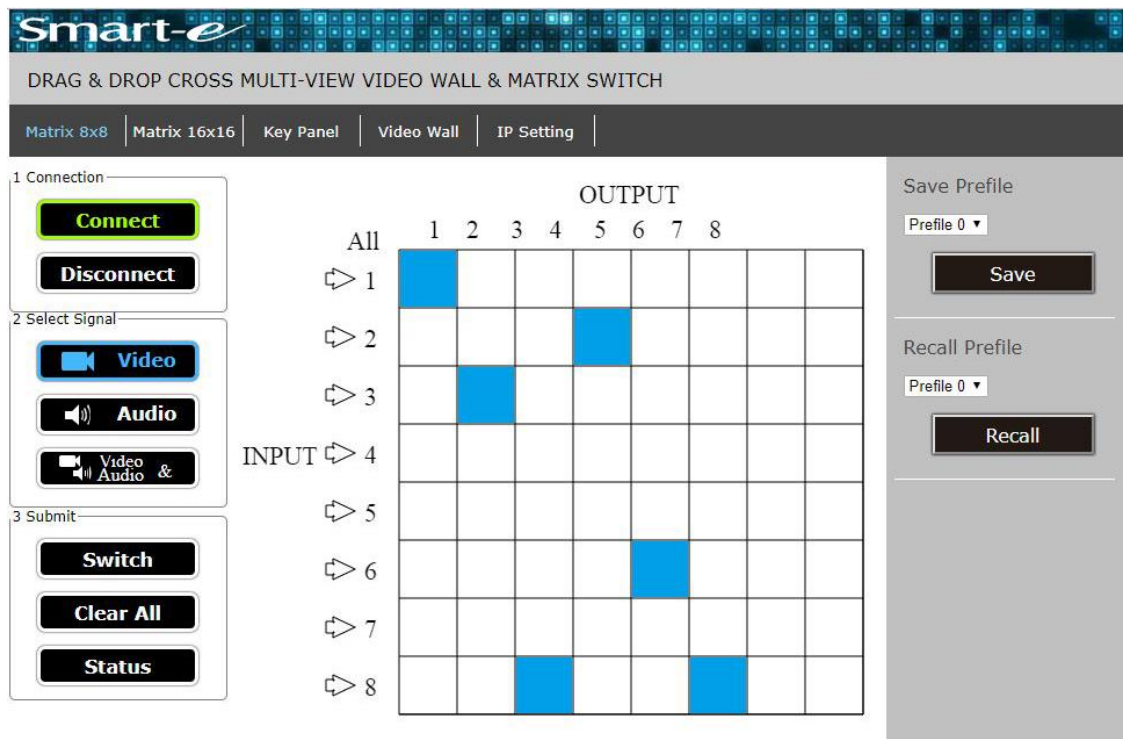 Smart-e
DRAG & DROP CROSS MULTI-VIEW VIDEO WALL & MATRIX SWITCH
Matrix 8x8 Matrix 16x16 Key Panel Video Wall IP Setting
1 Connection
Connect
Disconnect
2 Select Signal
Video
Audio
Video
Audio &
3 Submit
Switch
Clear All
Status
OUTPUT
All 1 2 3 4 5 6 7 8
1
2
3
INPUT 4
5
6
7
8
Save Prefile
Prefile 0
Save
Recall Prefile
Prefile 0
Recall